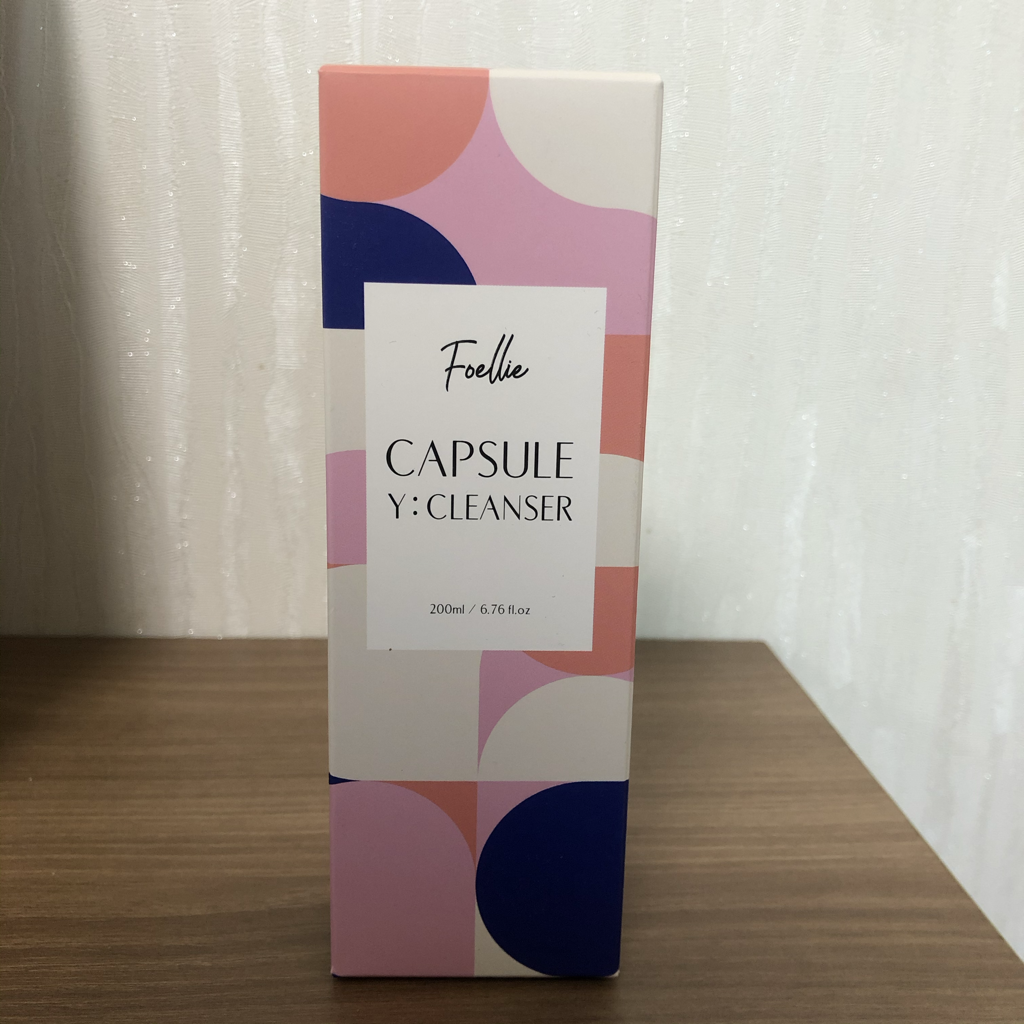 Foellie
CAPSULE
Y:CLEANSER
200ml / 6.76 fl.oz